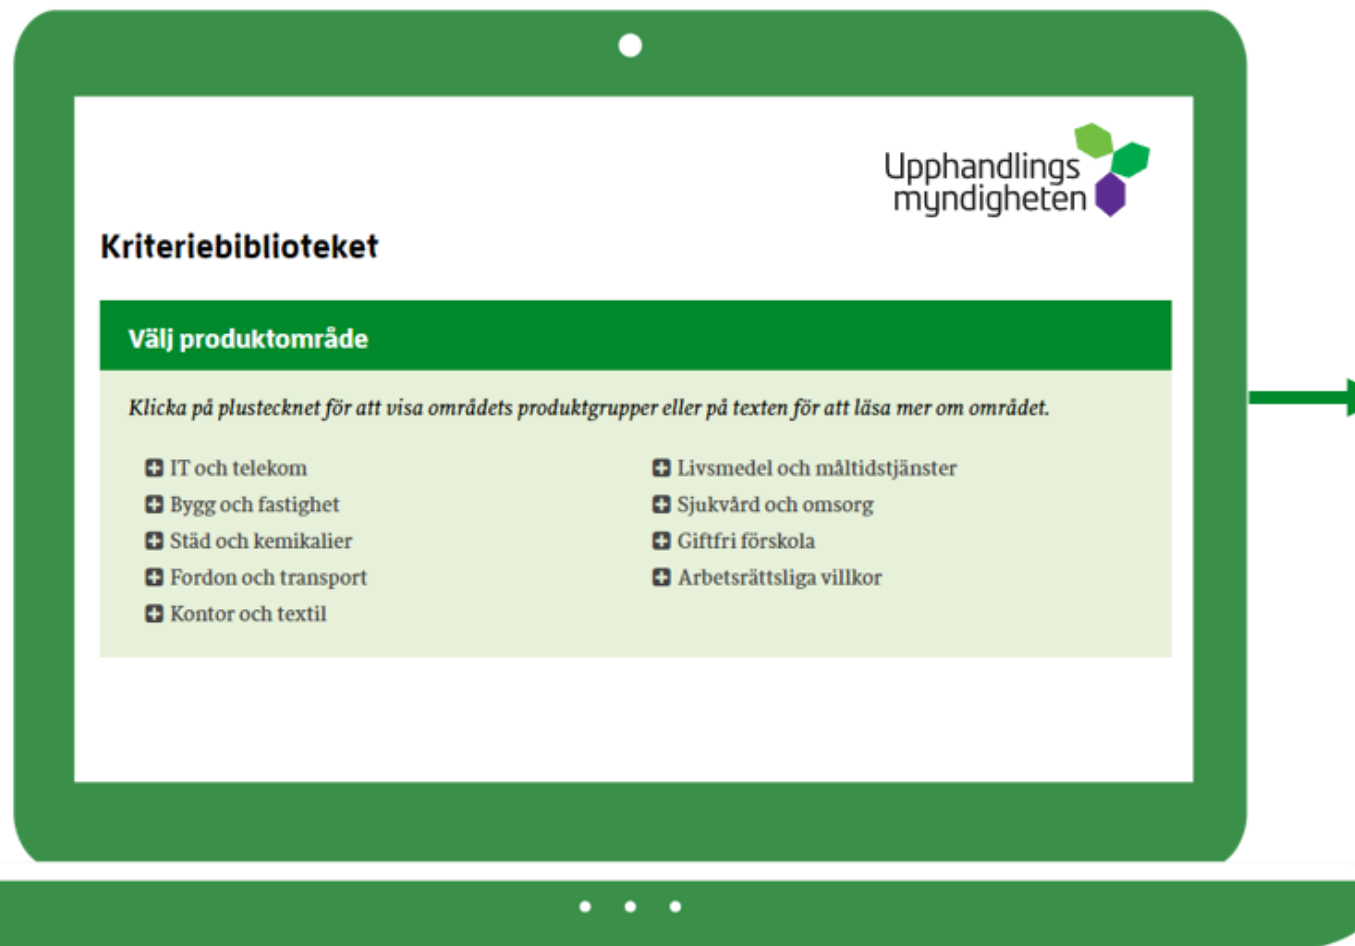 Upphandlings
myndigheten
Kriteriebiblioteket
Välj produktområde
Klicka på plustecknet för att visa områdets produktgrupper eller på texten för att läsa mer om området.
IT och telekom
Bygg och fastighet
Städ och kemikalier
Fordon och transport
Kontor och textil
Livsmedel och måltidstjänster
Sjukvård och omsorg
Giftfri förskola
Arbetsrättsliga villkor